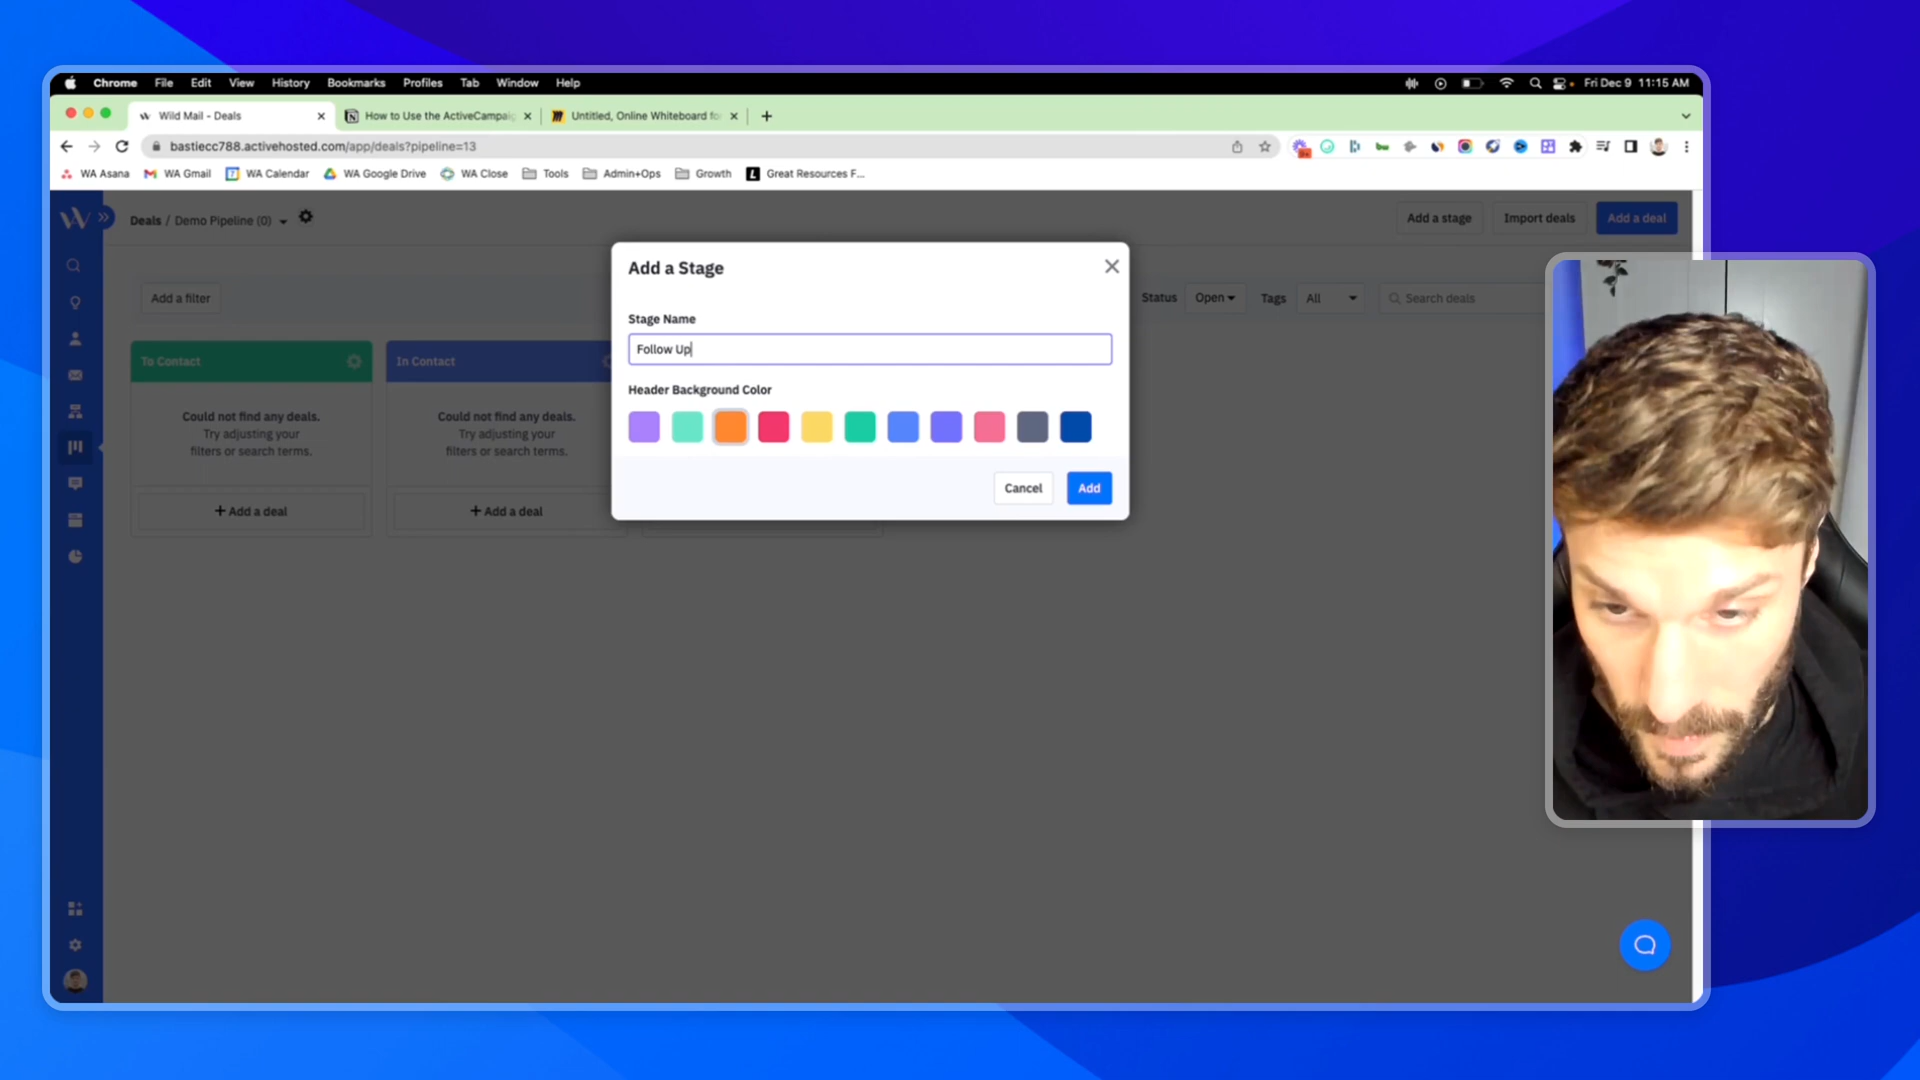 Chrome File Edit View History Bookmarks Profiles Tab Window Help
Fri Dec 9 11:15 AM
Wild Mail - Deals
How to Use the ActiveCampaig
Untitled, Online Whiteboard for
bastiecc788.activehosted.com/app/deals?pipeline=13
WA Asana WA Gmail WA Calendar WA Google Drive WA Close Tools Admin+Ops Growth Great Resources F...
Deals / Demo Pipeline (0)
Add a stage Import deals Add a deal
Add a filter
Status Open Tags All Search deals
Add a Stage
Stage Name
Follow Up
Header Background Color
Cancel Add
To Contact
Could not find any deals.
Try adjusting your
filters or search terms.
+ Add a deal
In Contact
Could not find any deals.
Try adjusting your
filters or search terms.
+ Add a deal